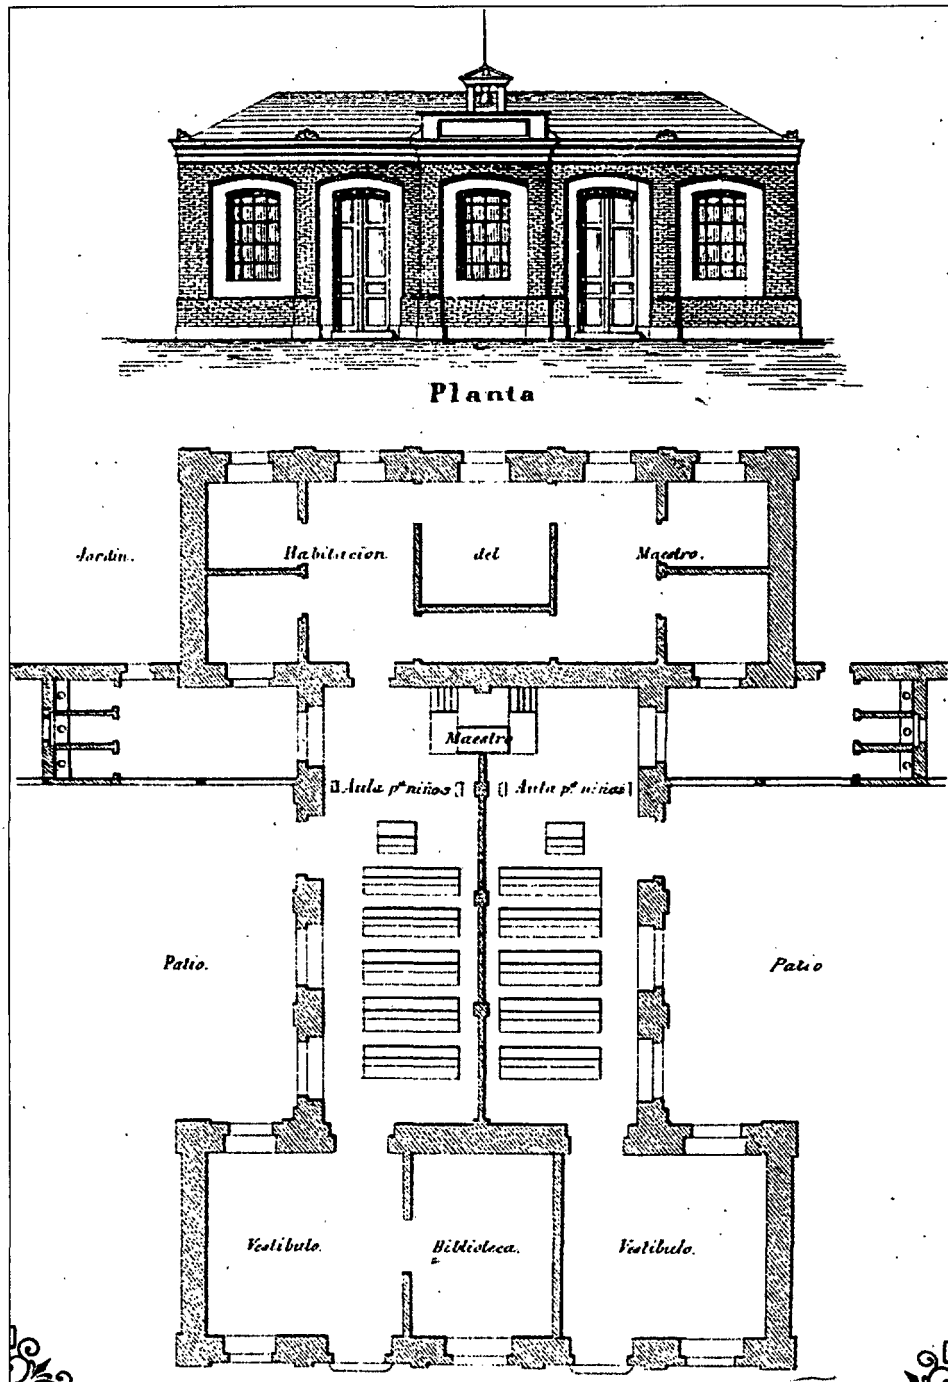 Planta
Jardin. Habitacion del Maestro.
Maestro
Aula pª niños Aula pª niñas
Patio. Patio
Vestibulo. Biblioteca. Vestibulo.